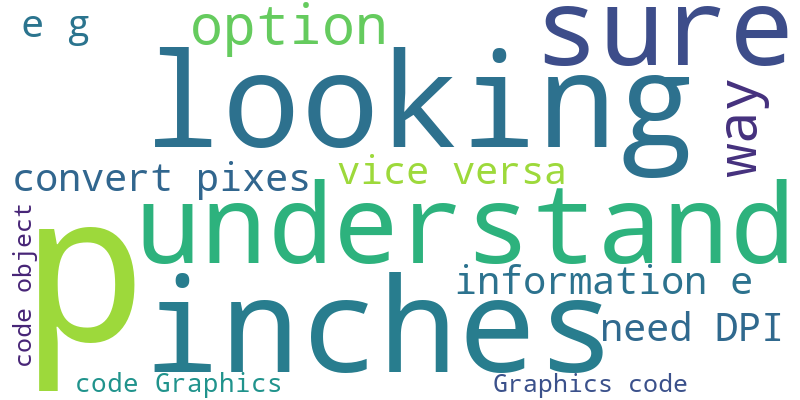 e g
option
sure
looking
way
convert pixes
vice versa
understand
code object
p
information e
inches
need DPI
code Graphics
Graphics code